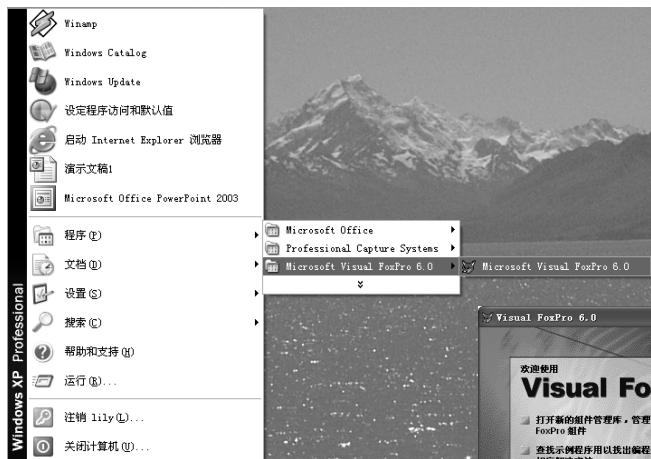 Winamp
Windows Catalog
Windows Update
设定程序访问和默认值
启动 Internet Explorer 浏览器
演示文稿1
Microsoft Office PowerPoint 2003
程序(P)
文档(D)
设置(S)
搜索(C)
帮助和支持(H)
运行(R)...
注销 lily(L)...
关闭计算机(U)...
Windows XP Professional
Microsoft Office
Professional Capture Systems
Microsoft Visual FoxPro 6.0
Microsoft Visual FoxPro 6.0
Visual FoxPro 6.0
欢迎使用
Visual Fo
打开新的组件管理库，管理
FoxPro 组件
查找示例程序用以找出编程